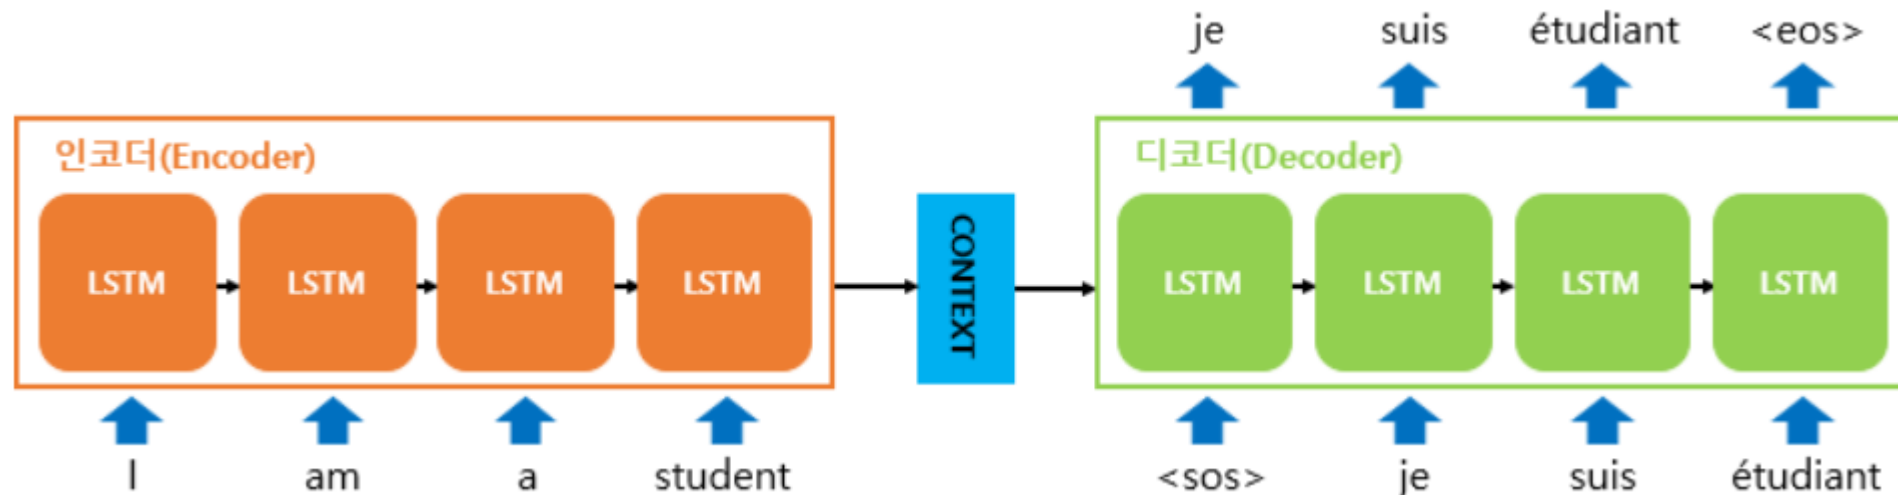 je suis étudiant <eos>
인코더(Encoder)
디코더(Decoder)
LSTM LSTM LSTM LSTM
CONTEXT
LSTM LSTM LSTM LSTM
I am a student
<sos> je suis étudiant